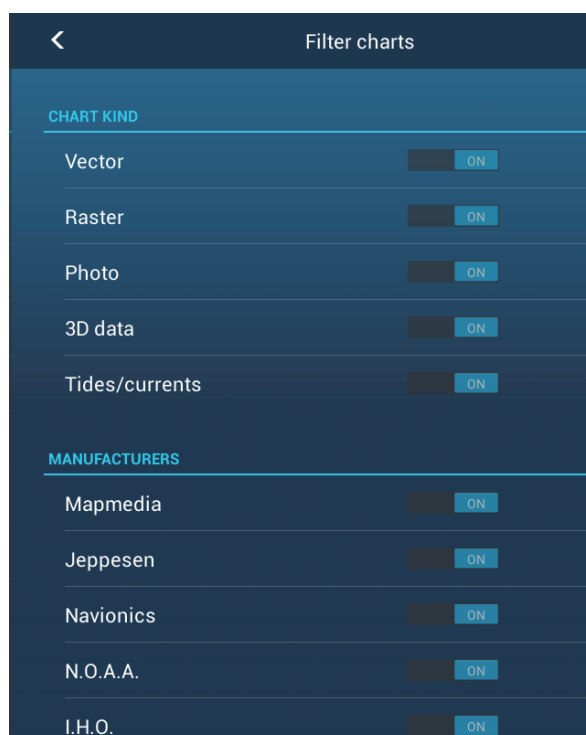 Filter charts
CHART KIND
Vector ON
Raster ON
Photo ON
3D data ON
Tides/currents ON
MANUFACTURERS
Mapmedia ON
Jeppesen ON
Navionics ON
N.O.A.A. ON
I.H.O. ON